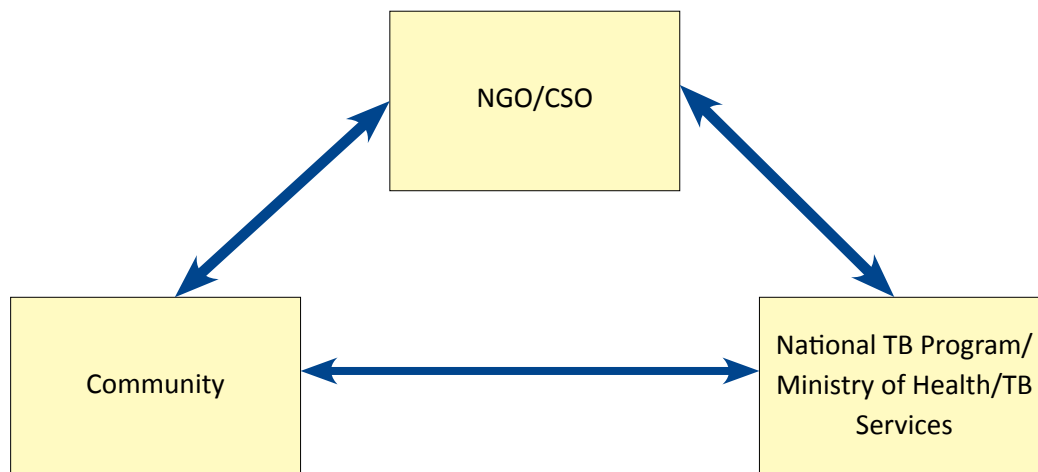 NGO/CSO
Community
National TB Program/
Ministry of Health/TB
Services